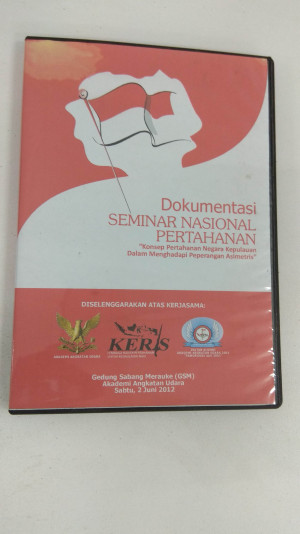 Dokumentasi
SEMINAR NASIONAL
PERTAHANAN
"Konsep Pertahanan Negara Kepulauan
Dalam Menghadapi Peperangan Asimetris"
DISELENGGARAKAN ATAS KERJASAMA:
KERIS
Gedung Sabang Merauke (GSM)
Akademi Angkatan Udara
Sabtu, 2 Juni 2012